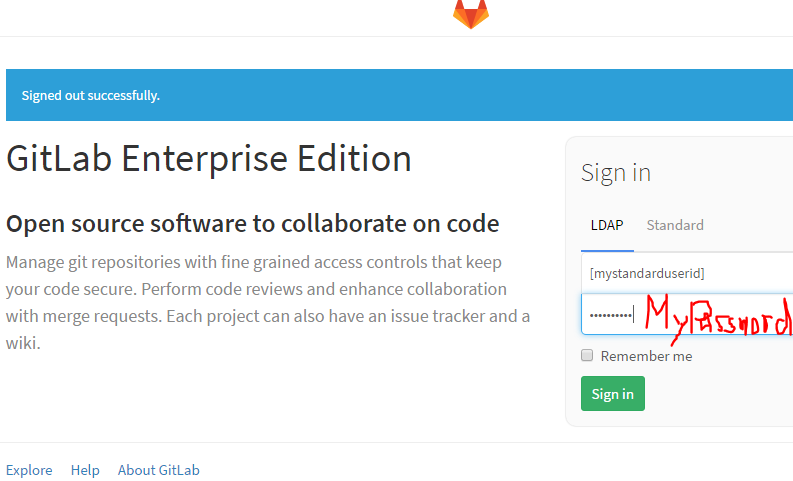 Signed out successfully.
GitLab Enterprise Edition
Open source software to collaborate on code
Manage git repositories with fine grained access controls that keep
your code secure. Perform code reviews and enhance collaboration
with merge requests. Each project can also have an issue tracker and a
wiki.
Sign in
LDAP Standard
[mystandarduserid]
•••••••••• MyPassword
Remember me
Sign in
Explore Help About GitLab